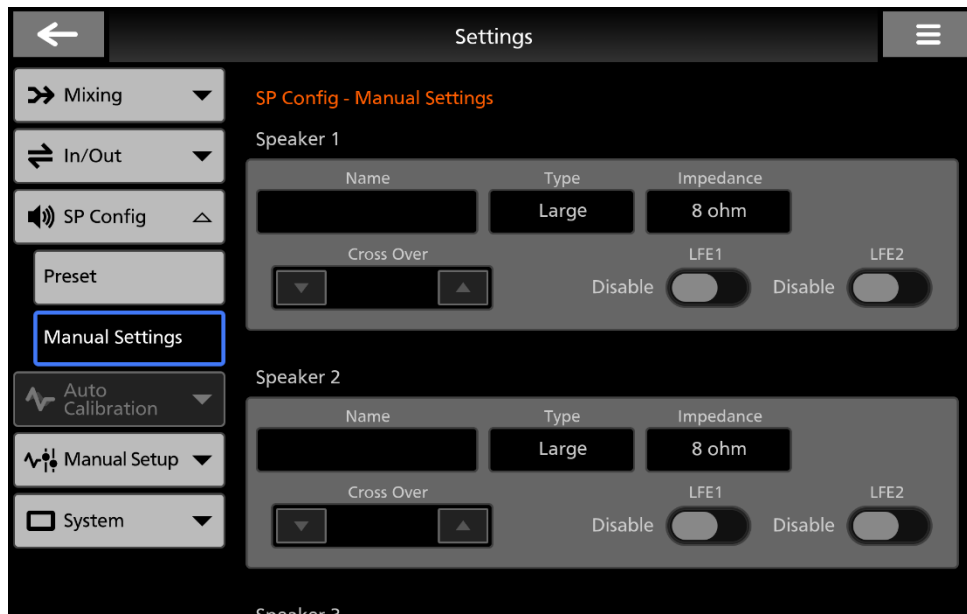 Settings
Mixing
In/Out
SP Config
Preset
Manual Settings
Auto
Calibration
Manual Setup
System
SP Config - Manual Settings
Speaker 1
Name Type Impedance
Large 8 ohm
Cross Over LFE1 LFE2
Disable Disable
Speaker 2
Name Type Impedance
Large 8 ohm
Cross Over LFE1 LFE2
Disable Disable
Speaker 3